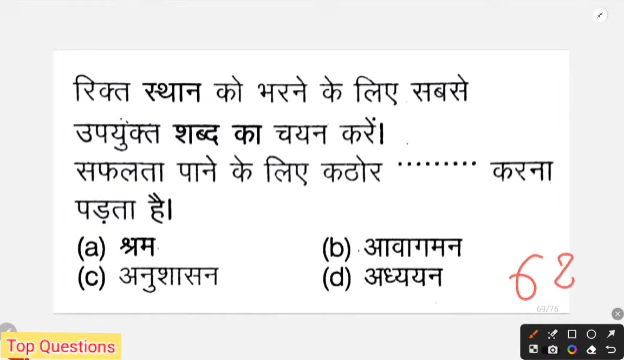 रिक्त स्थान को भरने के लिए सबसे
उपयुंक्त शब्द का चयन करें।
सफलता पाने के लिए कठोर ·········· करना
पड़ता है।
(a) श्रम (b) आवागमन
(c) अनुशासन (d) अध्ययन
62
69/76
Top Questions